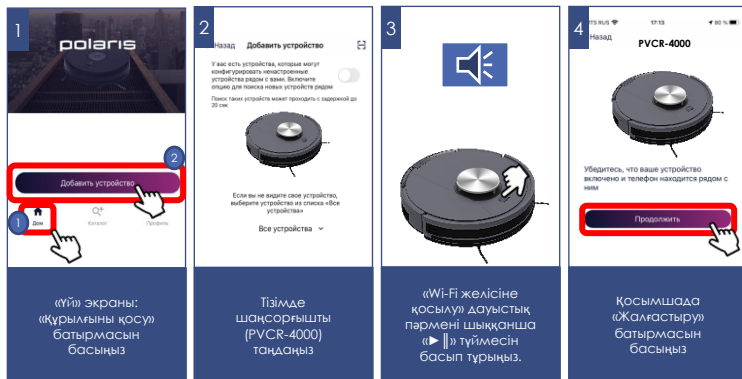 1
polaris
2
Добавить устройство
1
Дом
Каталог
Профиль
«Үй» экраны:
«Құрылғыны қосу»
батырмасын
басыңыз
2
Назад Добавить устройство
У вас есть устройства, которые могут
конфигурировать ненастроенные
устройства рядом с вами. Включите
опцию для поиска новых устройств рядом
Поиск таких устройств может проходить с задержкой до
20 сек
Если вы не видите свое устройство,
выберите устройство из списка «Все
устройства»
Все устройства
Тізімде
шаңсорғышты
(PVCR-4000)
таңдаңыз
3
«Wi-Fi желісіне
қосылу» дауыстық
пәрмені шыққанша
«►‖» түймесін
басып тұрыңыз.
4
MTS RUS 17:13 80 %
Назад
PVCR-4000
Убедитесь, что ваше устройство
включено и телефон находится рядом с
ним
Продолжить
Қосымшада
«Жалғастыру»
батырмасын
басыңыз